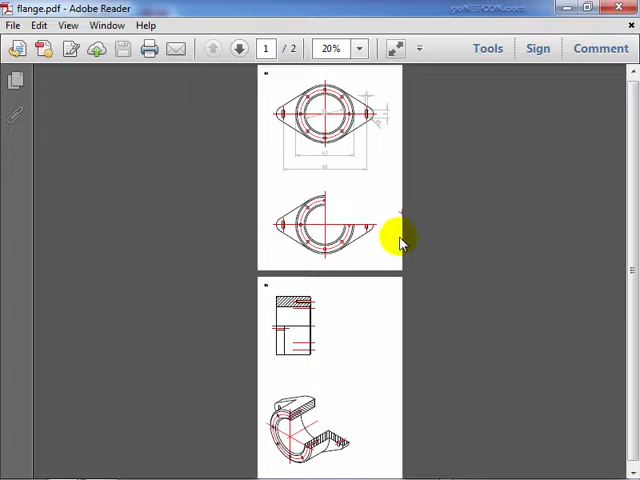 flange.pdf - Adobe Reader
File Edit View Window Help
1 / 2 20% Tools Sign Comment